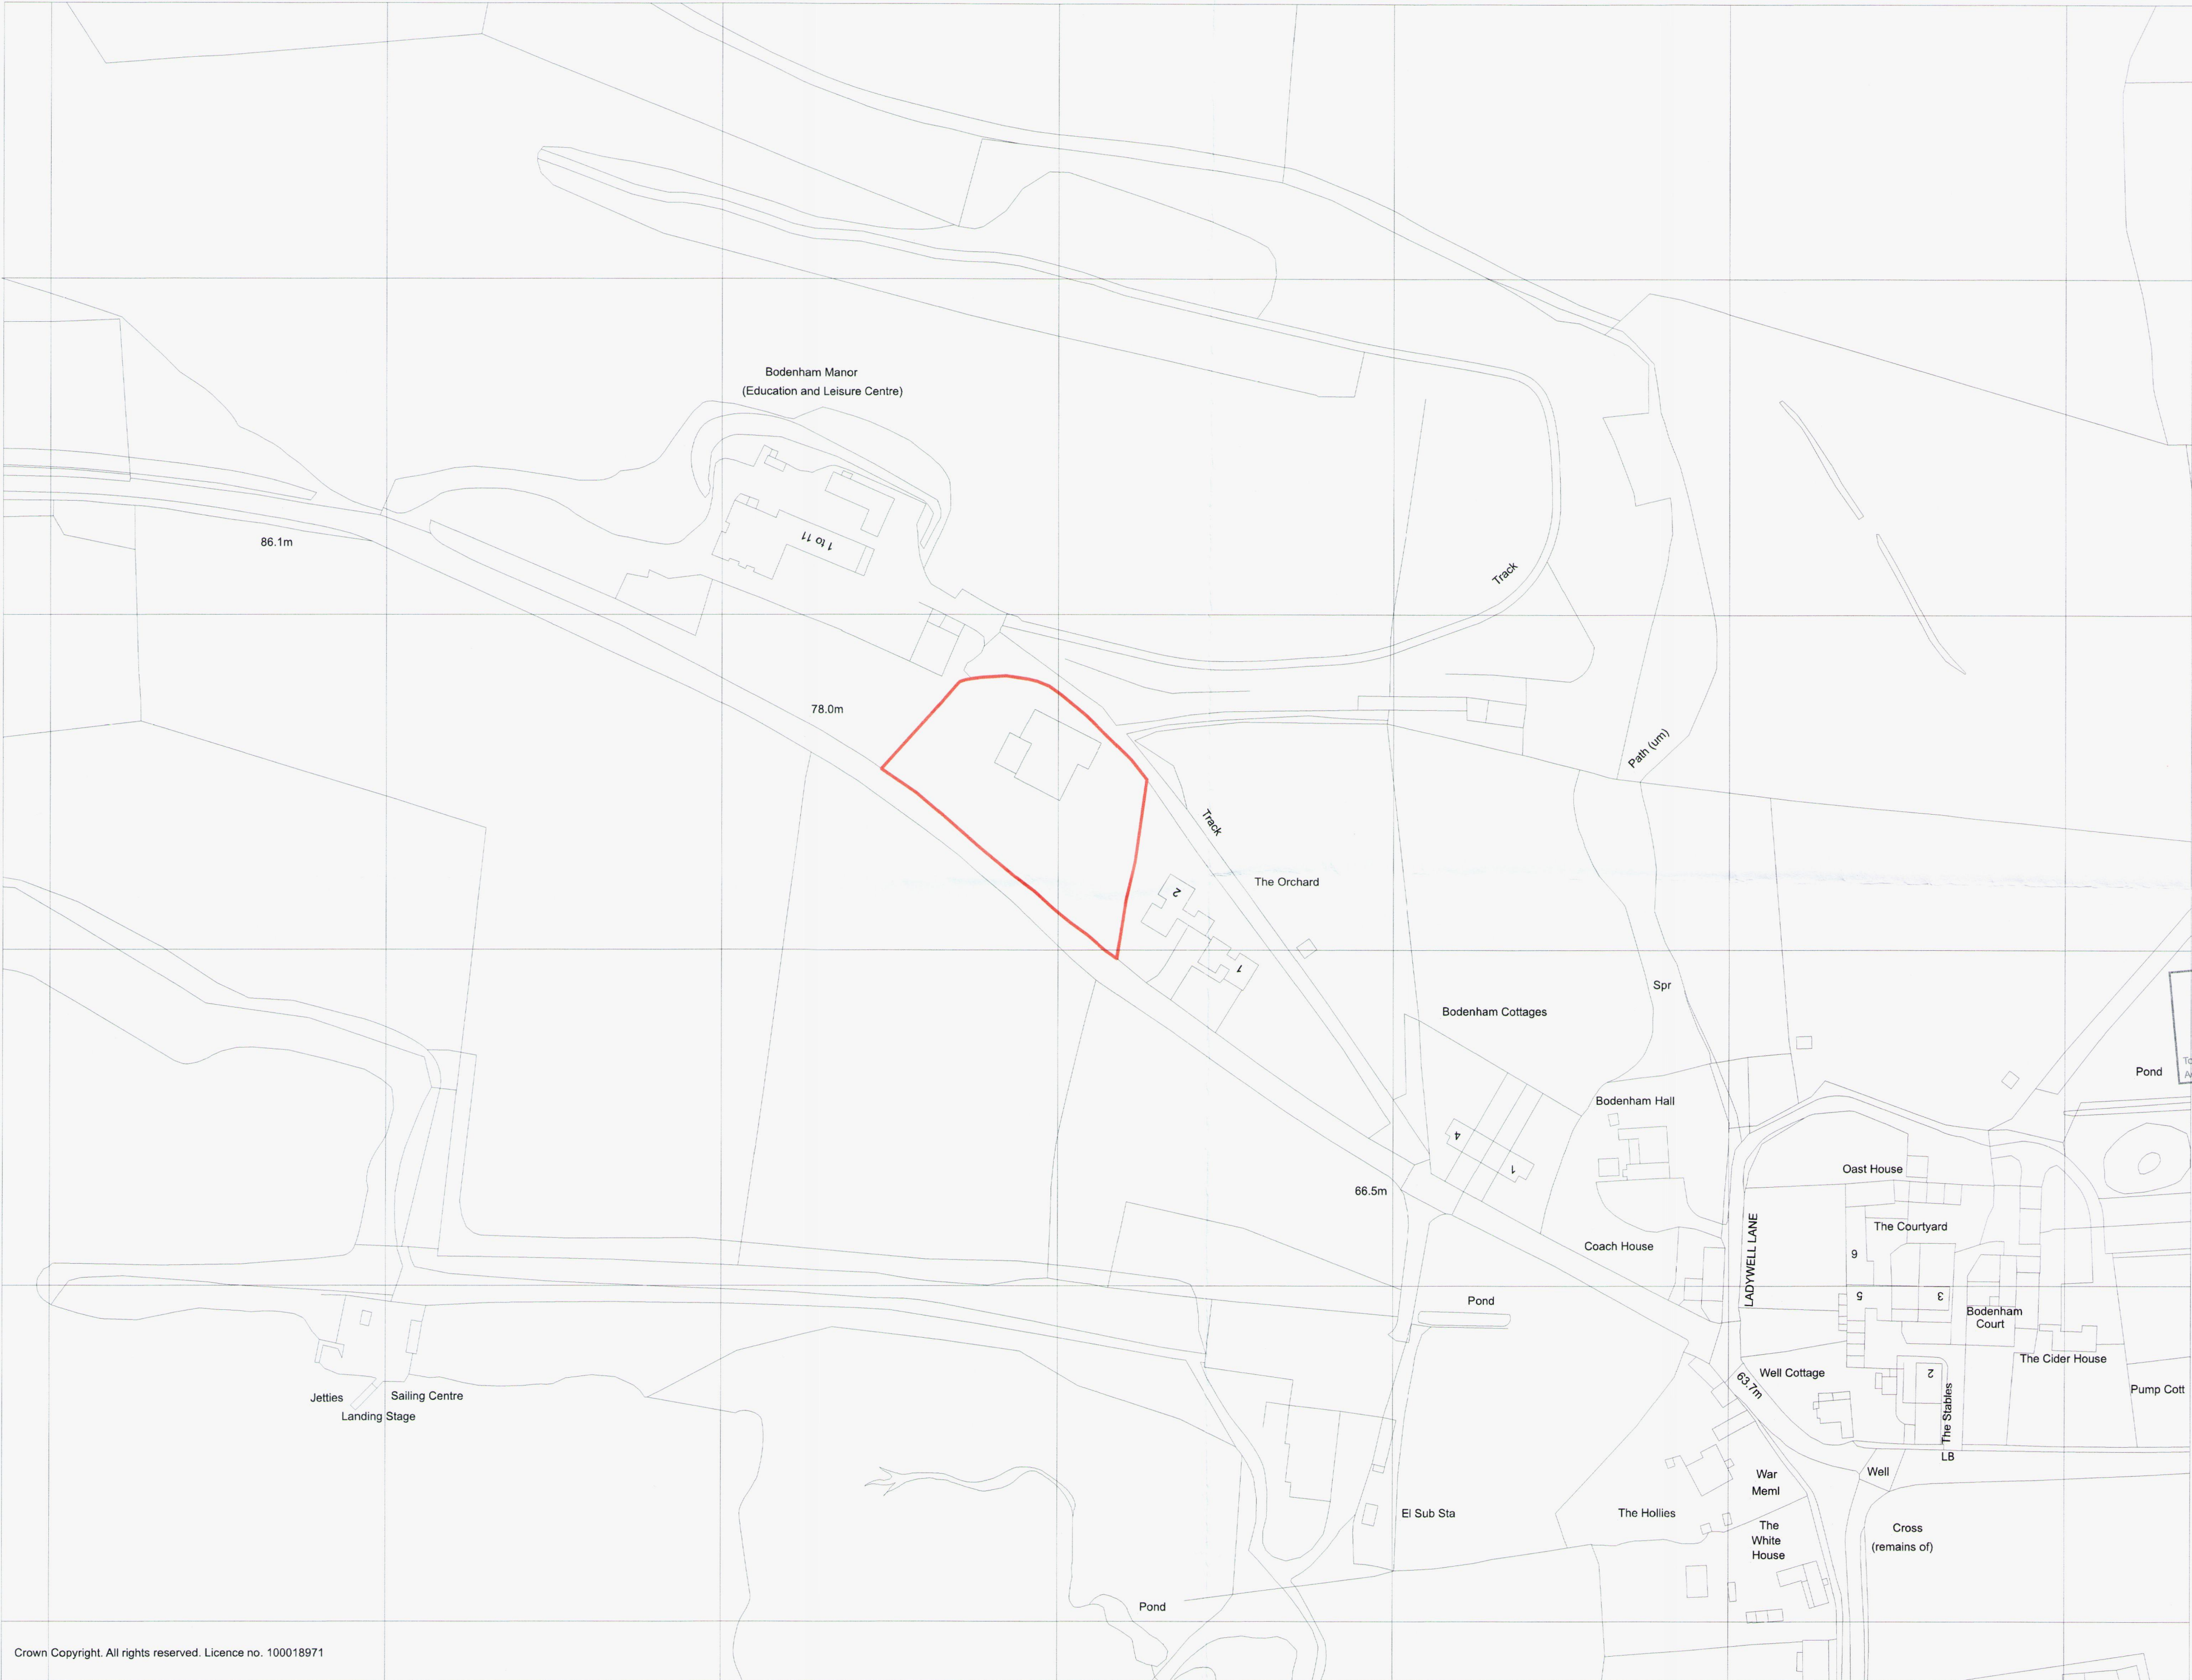 Bodenham Manor
(Education and Leisure Centre)
1 to 11
86.1m
Track
78.0m
Path (um)
Track
2
The Orchard
1
Spr
Bodenham Cottages
Pond
Bodenham Hall
4
1
Oast House
66.5m
LADYWELL LANE
The Courtyard
Coach House
6
5
3
Pond
Bodenham
Court
The Cider House
Well Cottage
63.7m
2
The Stables
Pump Cott
Jetties
Sailing Centre
Landing Stage
LB
Well
War
Meml
El Sub Sta
The Hollies
The
White
House
Cross
(remains of)
Pond
Crown Copyright. All rights reserved. Licence no. 100018971